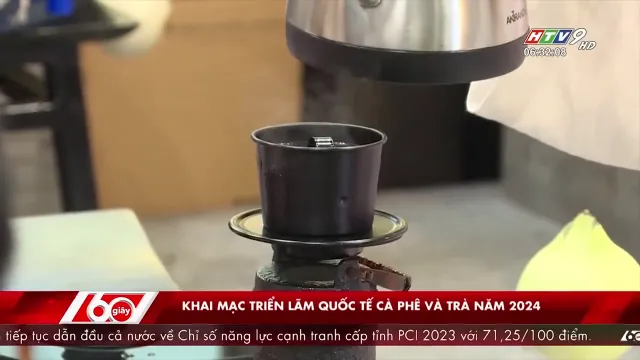 HTV9 HD
06:32:08
60 giây
KHAI MẠC TRIỂN LÃM QUỐC TẾ CÀ PHÊ VÀ TRÀ NĂM 2024
tiếp tục dẫn đầu cả nước về Chỉ số năng lực cạnh tranh cấp tỉnh PCI 2023 với 71,25/100 điểm.